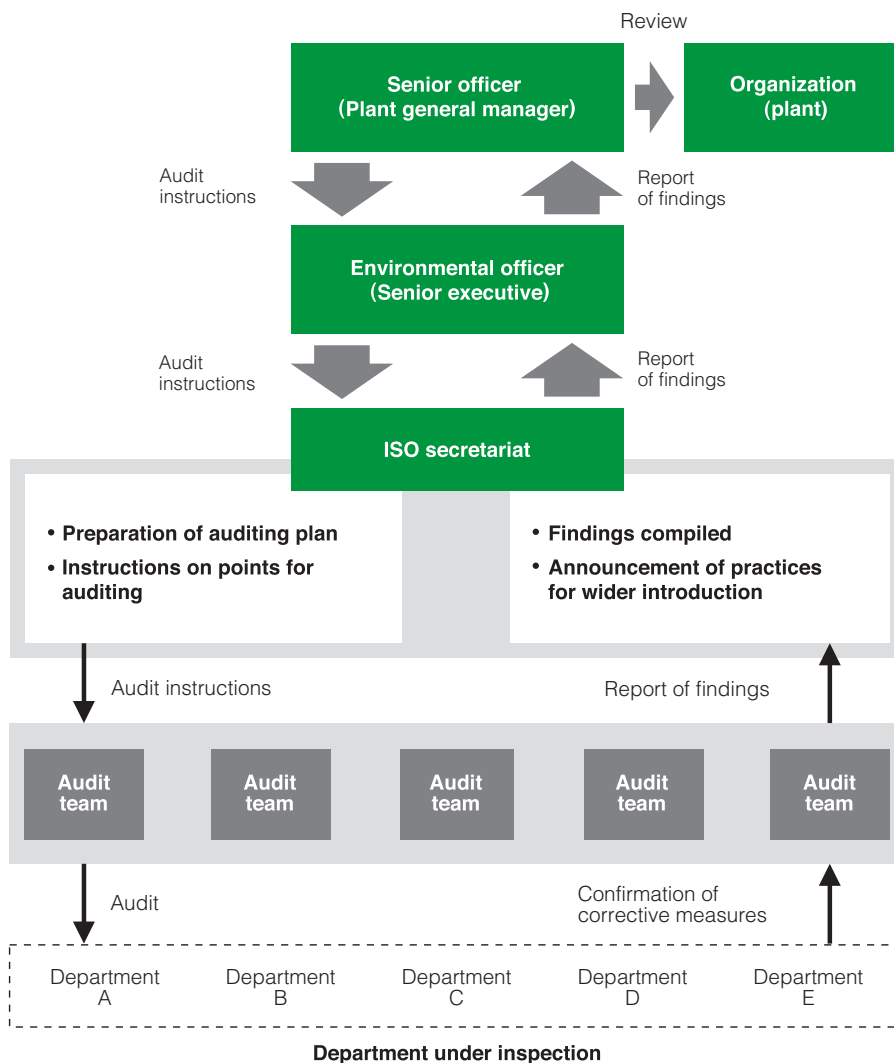 Review
Senior officer
(Plant general manager)
Organization
(plant)
Audit
instructions
Report
of findings
Environmental officer
(Senior executive)
Audit
instructions
Report
of findings
ISO secretariat
• Preparation of auditing plan
• Instructions on points for
auditing
• Findings compiled
• Announcement of practices
for wider introduction
Audit instructions
Report of findings
Audit
team
Audit
team
Audit
team
Audit
team
Audit
team
Audit
Confirmation of
corrective measures
Department
A
Department
B
Department
C
Department
D
Department
E
Department under inspection